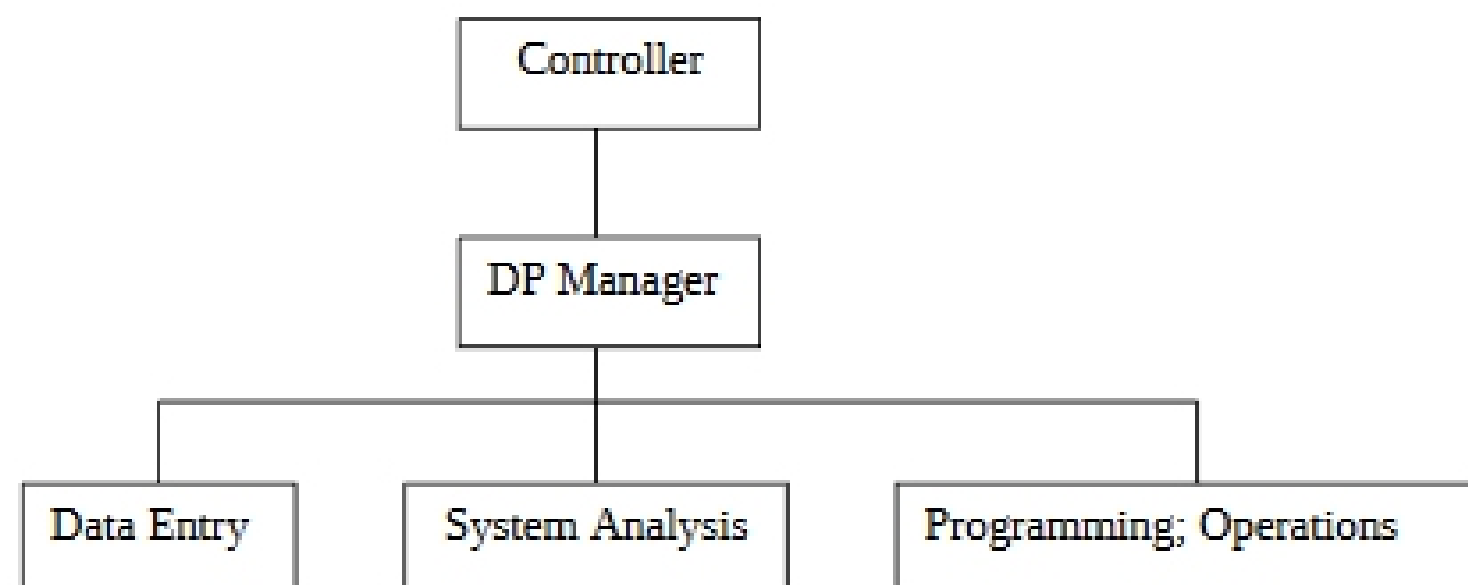 Controller
DP Manager
Data Entry
System Analysis
Programming; Operations